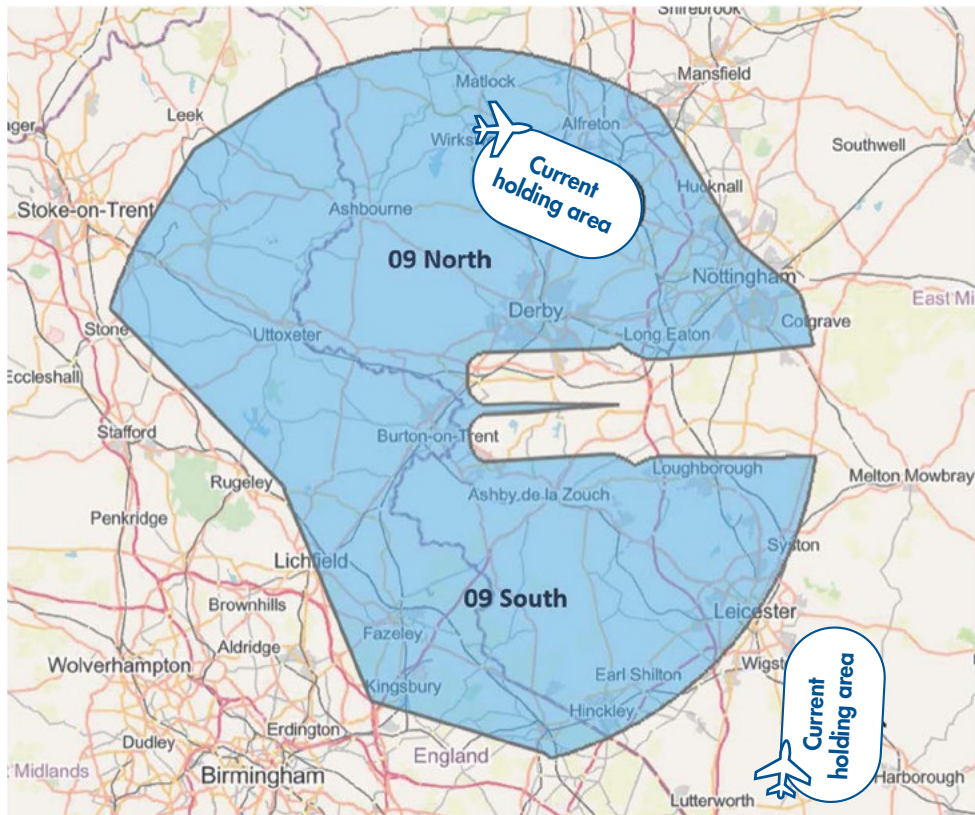 Shirebrook
Mansfield
Matlock
Leek
Alfreton
Southwell
Current
holding area
Hucknall
Stoke-on-Trent
Ashbourne
09 North
Nottingham
East Mi
Derby
Colgrave
Stone
Uttoxeter
Long Eaton
Eccleshall
Burton-on-Trent
Stafford
Loughborough
Melton Mowbray
Rugeley
Ashby.de la Zouch
Penkridge
Syston
Lichfield
09 South
Brownhills
Leicester
Fazeley
Aldridge
Wolverhampton
Earl Shilton
Kingsbury
Hinckley
Current
holding area
Erdington
Dudley
England
Midlands
Birmingham
Harborough
Lutterworth